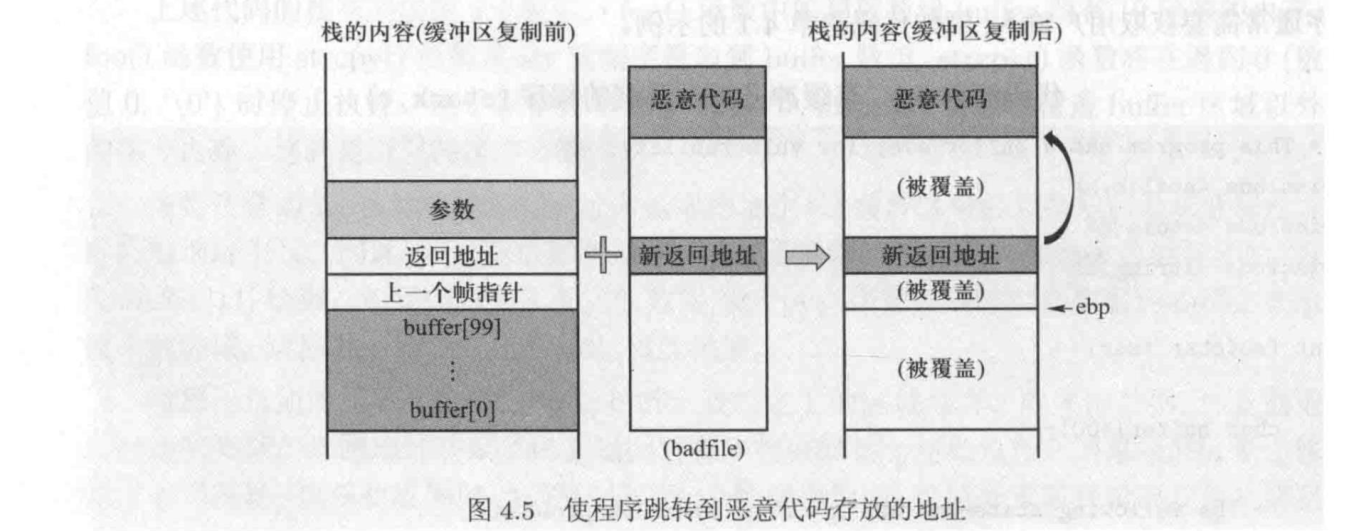 栈的内容(缓冲区复制前)
栈的内容(缓冲区复制后)
恶意代码
恶意代码
参数
(被覆盖)
返回地址
新返回地址
新返回地址
上一个帧指针
(被覆盖)
ebp
buffer[99]
⋮
(被覆盖)
buffer[0]
(badfile)
图 4.5 使程序跳转到恶意代码存放的地址